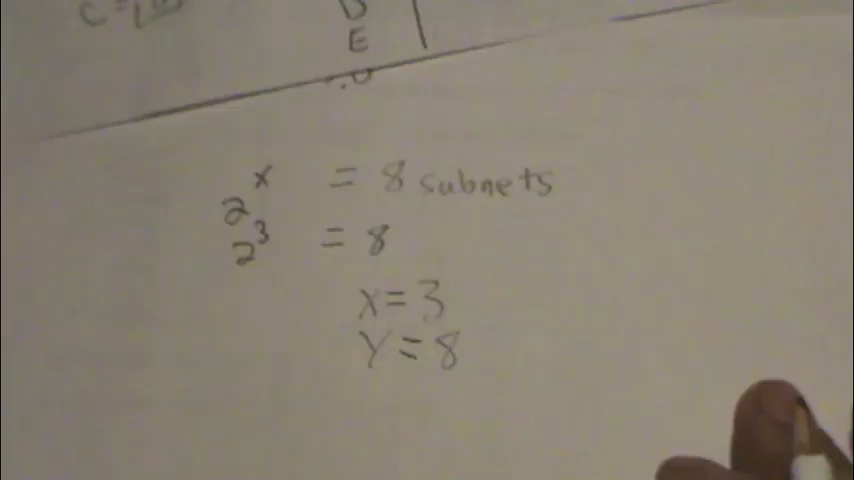 E
2^x = 8 subnets
2^3 = 8
x = 3
Y = 8